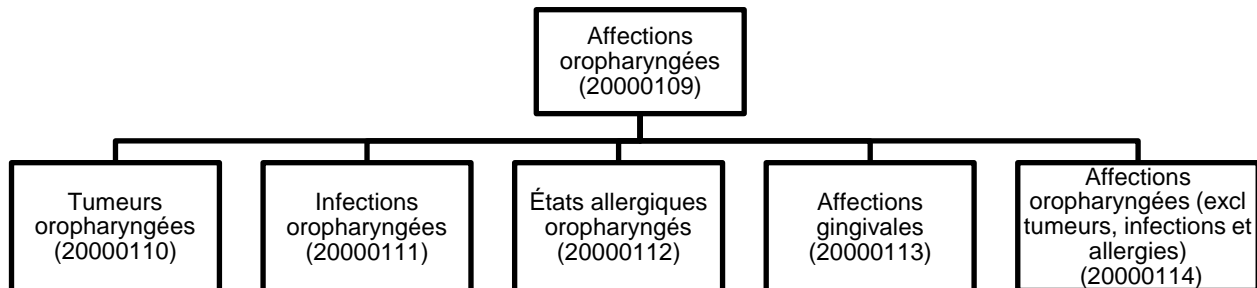 Affections
oropharyngées
(20000109)
Tumeurs
oropharyngées
(20000110)
Infections
oropharyngées
(20000111)
États allergiques
oropharyngés
(20000112)
Affections
gingivales
(20000113)
Affections
oropharyngées (excl
tumeurs, infections et
allergies)
(20000114)